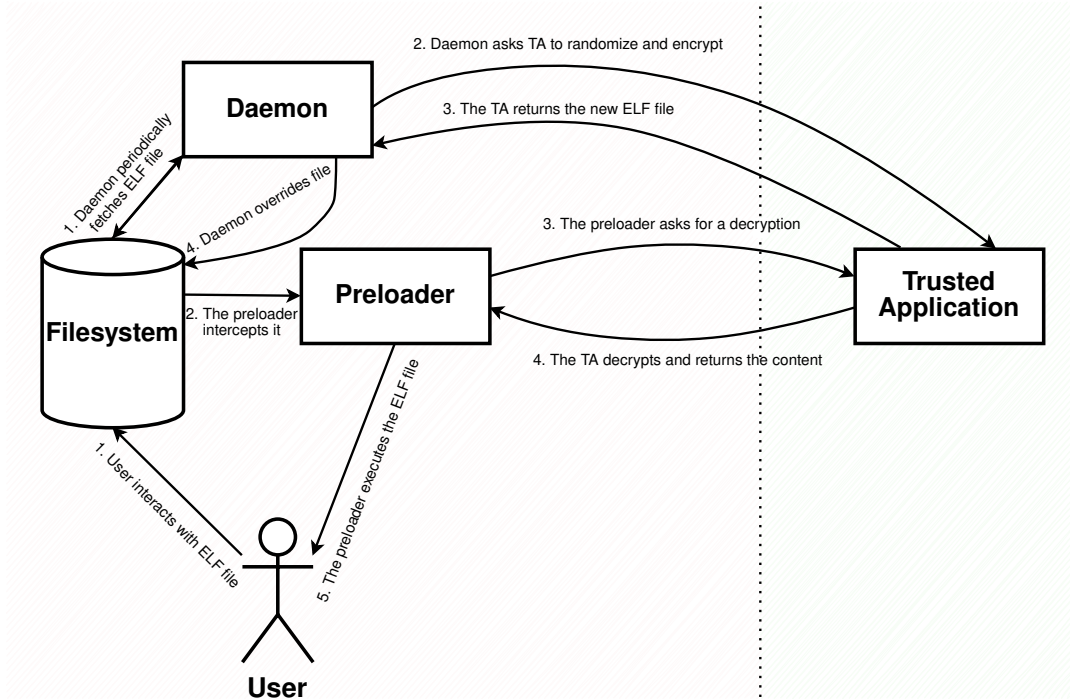 2. Daemon asks TA to randomize and encrypt
Daemon
3. The TA returns the new ELF file
1. Daemon periodically
fetches ELF file
4. Daemon overrides file
3. The preloader asks for a decryption
Filesystem
2. The preloader
intercepts it
Preloader
Trusted
Application
4. The TA decrypts and returns the content
1. User interacts with ELF file
5. The preloader executes the ELF file
User